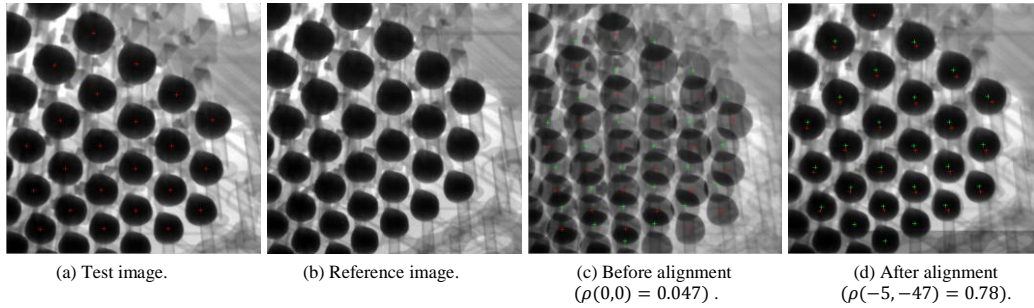 (a) Test image.
(b) Reference image.
(c) Before alignment
(ρ(0,0) = 0.047) .
(d) After alignment
(ρ(−5, −47) = 0.78).